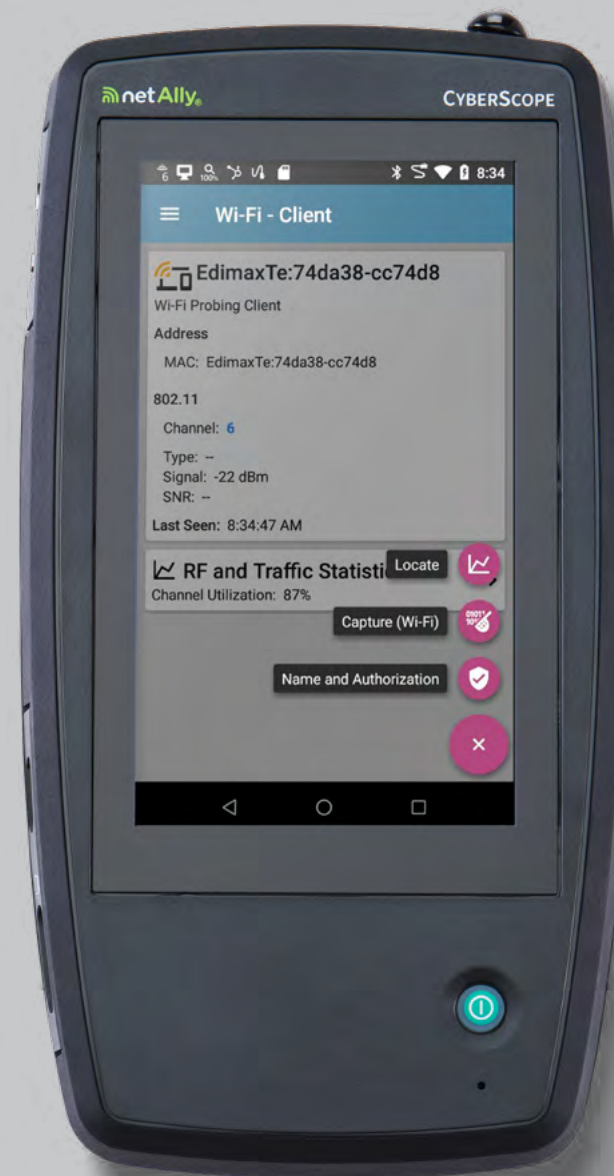 netAlly®
CYBERSCOPE
6 100% 8:34
Wi-Fi - Client
EdimaxTe:74da38-cc74d8
Wi-Fi Probing Client
Address
MAC: EdimaxTe:74da38-cc74d8
802.11
Channel: 6
Type: --
Signal: -22 dBm
SNR: --
Last Seen: 8:34:47 AM
Locate
RF and Traffic Statisti
Channel Utilization: 87%
Capture (Wi-Fi)
Name and Authorization